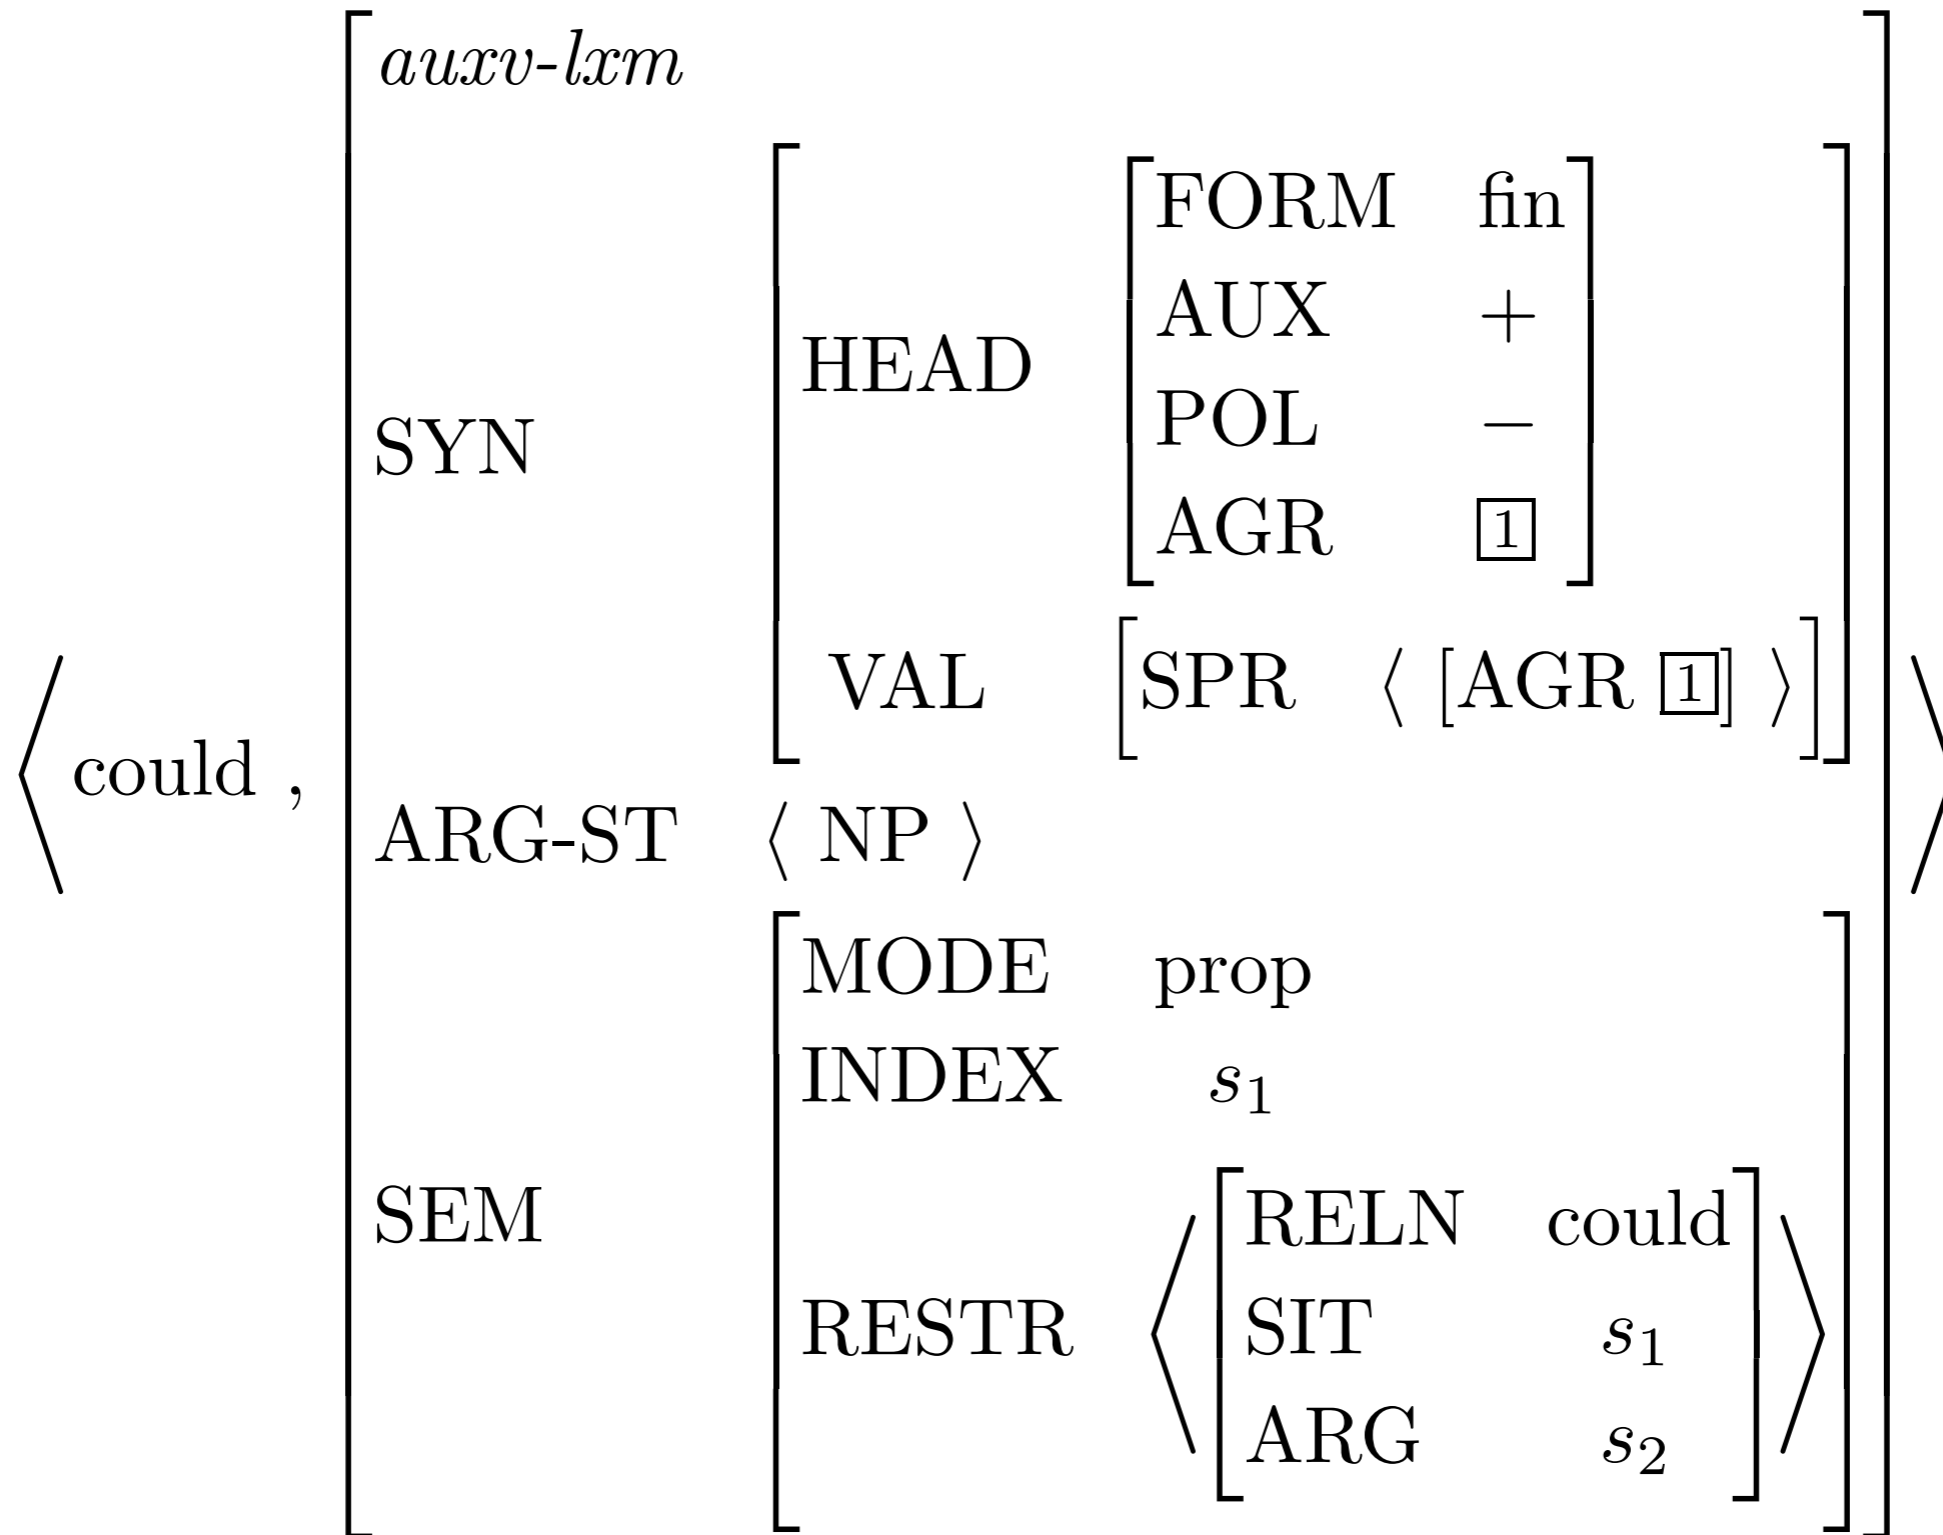 auxv-lxm
FORM fin
AUX +
HEAD
POL −
SYN
AGR 1
VAL SPR ⟨ [AGR 1] ⟩
⟨ could ,
ARG-ST ⟨ NP ⟩
MODE prop
INDEX s₁
SEM
RELN could
RESTR ⟨ SIT s₁ ⟩
ARG s₂